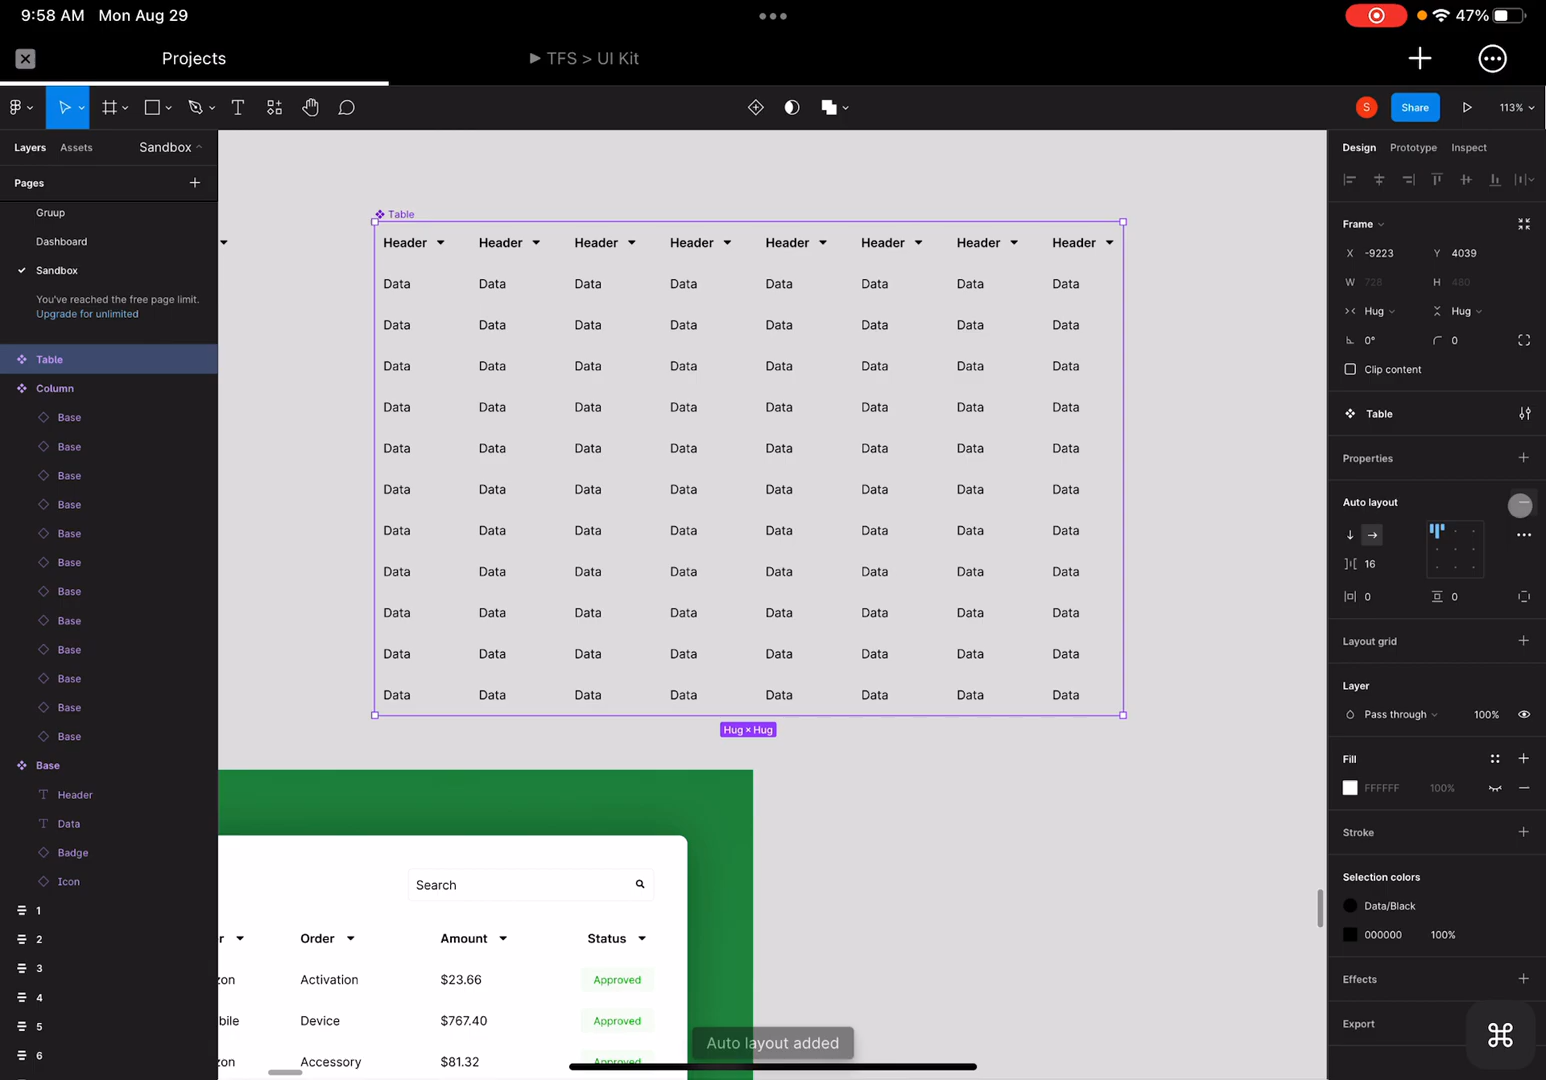 9:58 AM Mon Aug 29
47%
Projects
TFS > UI Kit
S
Share
113%
Layers
Assets
Sandbox
Pages
Gruup
Dashboard
Sandbox
You've reached the free page limit.
Upgrade for unlimited
Table
Column
Base
Base
Base
Base
Base
Base
Base
Base
Base
Base
Base
Base
Base
Header
Data
Badge
Icon
1
2
3
4
5
6
Table
Header Header Header Header Header Header Header Header
Data Data Data Data Data Data Data Data
Data Data Data Data Data Data Data Data
Data Data Data Data Data Data Data Data
Data Data Data Data Data Data Data Data
Data Data Data Data Data Data Data Data
Data Data Data Data Data Data Data Data
Data Data Data Data Data Data Data Data
Data Data Data Data Data Data Data Data
Data Data Data Data Data Data Data Data
Data Data Data Data Data Data Data Data
Data Data Data Data Data Data Data Data
Hug × Hug
Search
r Order Amount Status
zon Activation $23.66 Approved
bile Device $767.40 Approved
zon Accessory $81.32 Approved
Auto layout added
Design
Prototype
Inspect
Frame
X -9223 Y 4039
W 728 H 480
Hug Hug
0° 0
Clip content
Table
Properties
Auto layout
16
0 0
Layout grid
Layer
Pass through 100%
Fill
FFFFFF 100%
Stroke
Selection colors
Data/Black
000000 100%
Effects
Export
⌘